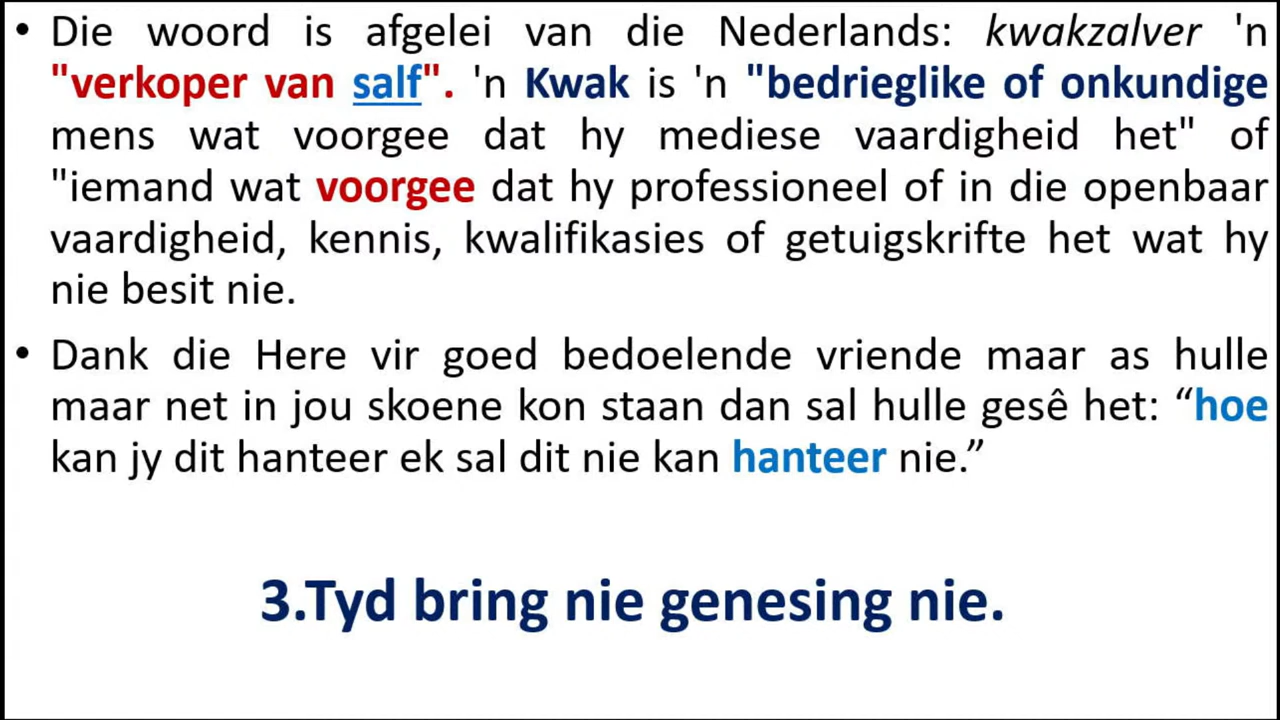 • Die woord is afgelei van die Nederlands: kwakzalver 'n
"verkoper van salf". 'n Kwak is 'n "bedrieglike of onkundige
mens wat voorgee dat hy mediese vaardigheid het" of
"iemand wat voorgee dat hy professioneel of in die openbaar
vaardigheid, kennis, kwalifikasies of getuigskrifte het wat hy
nie besit nie.
• Dank die Here vir goed bedoelende vriende maar as hulle
maar net in jou skoene kon staan dan sal hulle gesê het: “hoe
kan jy dit hanteer ek sal dit nie kan hanteer nie.”
3.Tyd bring nie genesing nie.